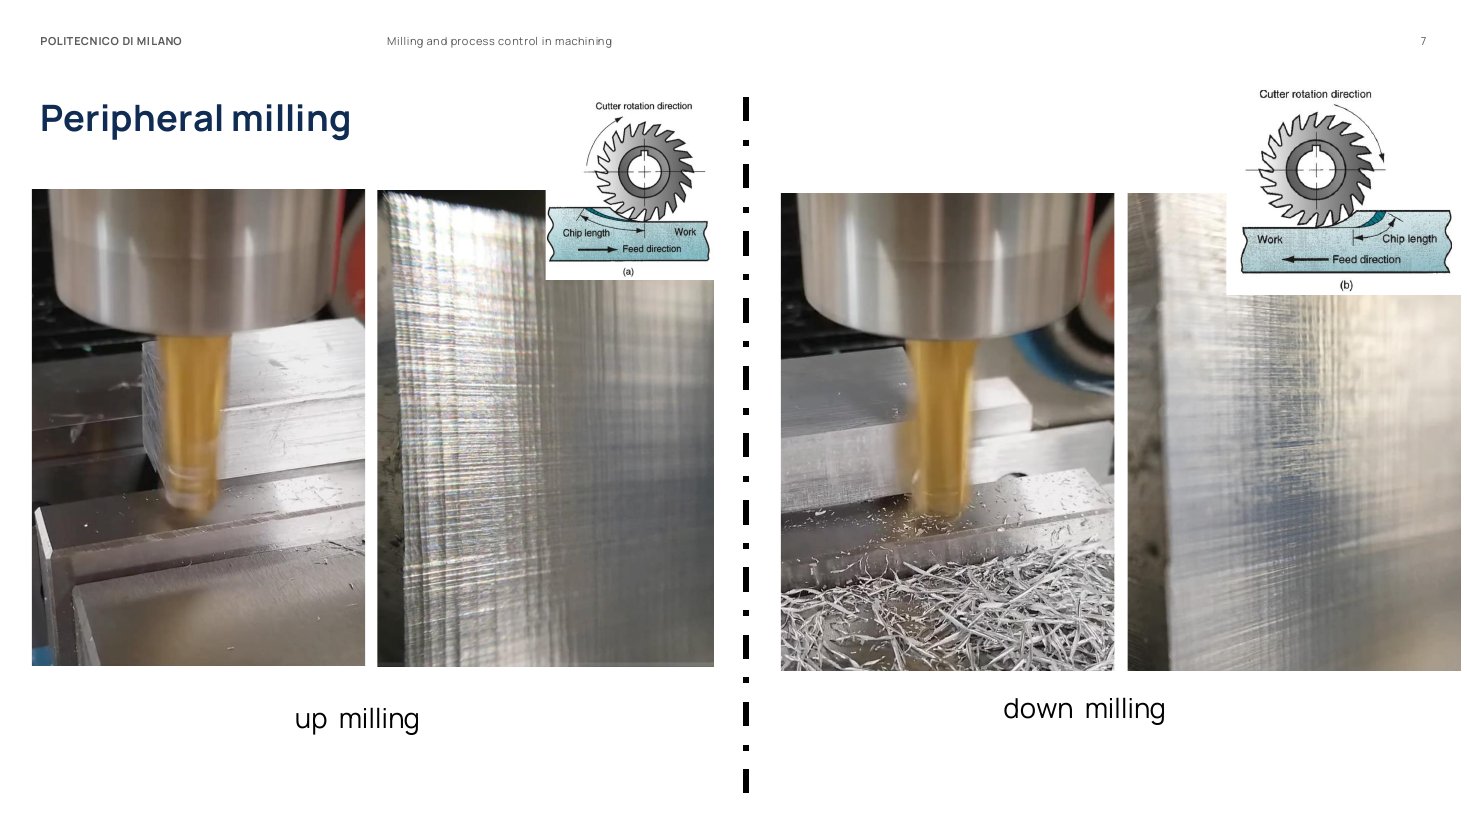 POLITECNICO DI MILANO
Milling and process control in machining
7
Peripheral milling
Cutter rotation direction
Chip length
Work
Feed direction
(a)
up milling
Cutter rotation direction
Work
Chip length
Feed direction
(b)
down milling